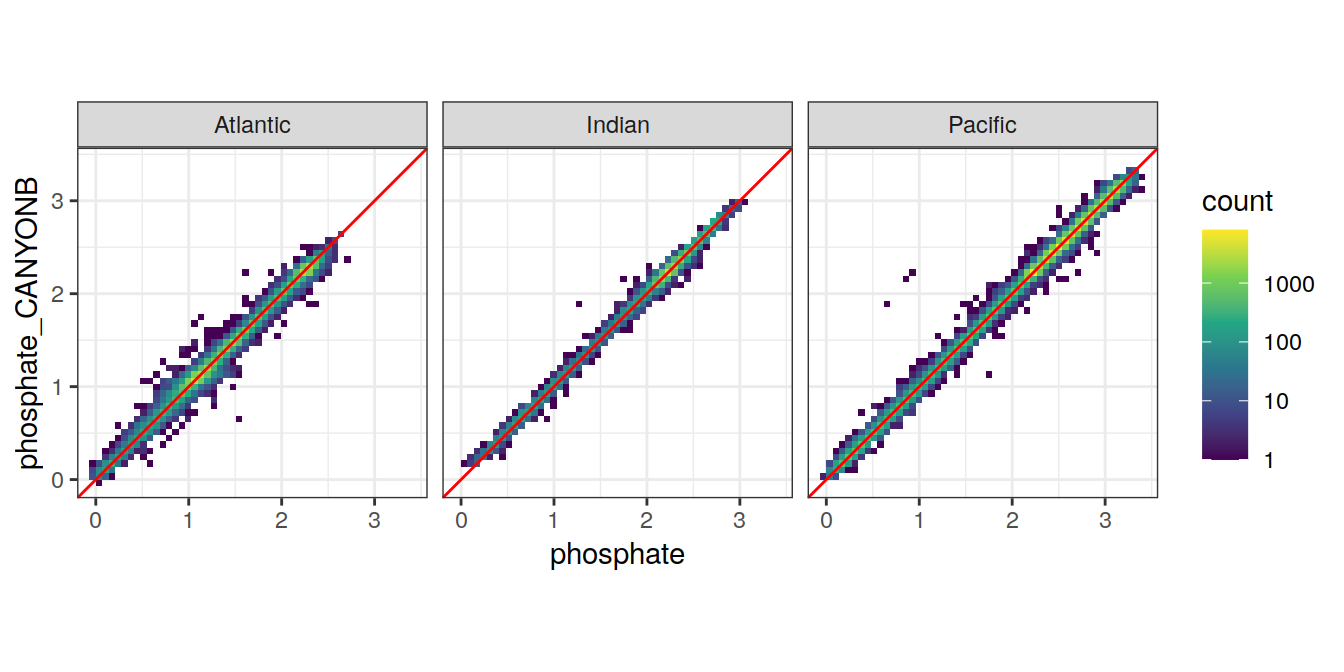 Atlantic Indian Pacific
phosphate_CANYONB
3
2
1
0
0 1 2 3 0 1 2 3 0 1 2 3
phosphate
count
1000
100
10
1